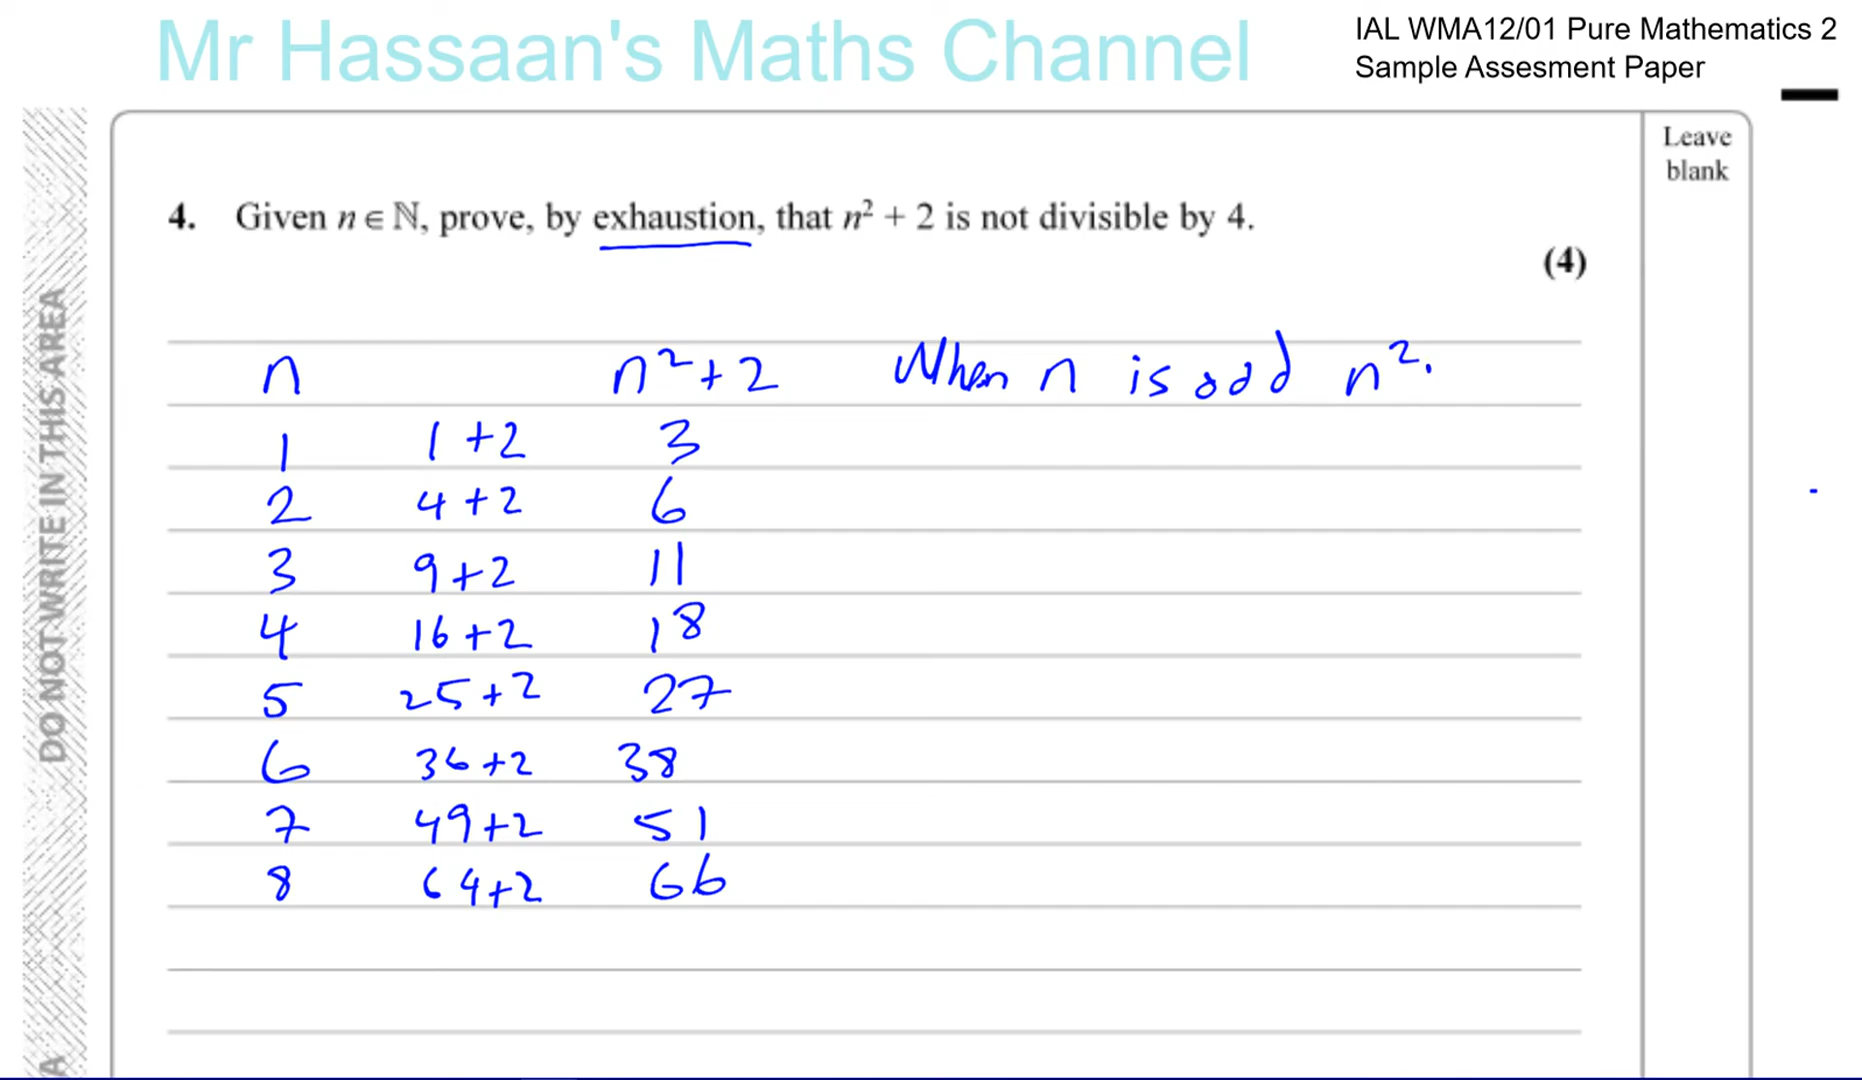 Mr Hassaan's Maths Channel
IAL WMA12/01 Pure Mathematics 2
Sample Assesment Paper
Leave
blank
4. Given n ∈ ℕ, prove, by exhaustion, that n² + 2 is not divisible by 4.
(4)
DO NOT WRITE IN THIS AREA
n n²+2 When n is odd n².
1 1+2 3
2 4+2 6
3 9+2 11
4 16+2 18
5 25+2 27
6 36+2 38
7 49+2 51
8 64+2 66
A